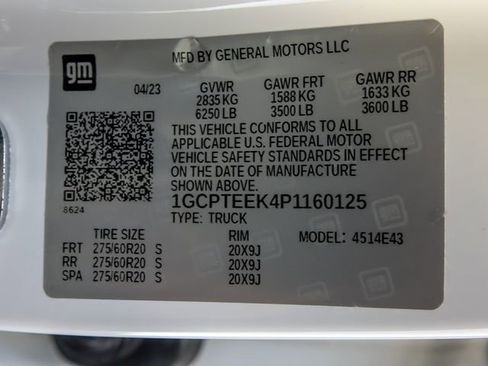 gm
MFD BY GENERAL MOTORS LLC
04/23 GVWR GAWR FRT GAWR RR
2835 KG 1588 KG 1633 KG
6250 LB 3500 LB 3600 LB
THIS VEHICLE CONFORMS TO ALL
APPLICABLE U.S. FEDERAL MOTOR
VEHICLE SAFETY STANDARDS IN EFFECT
ON THE DATE OF MANUFACTURE
SHOWN ABOVE.
8624
1GCPTEEK4P1160125
TYPE: TRUCK
TIRE SIZE RIM MODEL: 4514E43
FRT 275/60R20 S 20X9J
RR 275/60R20 S 20X9J
SPA 275/60R20 S 20X9J